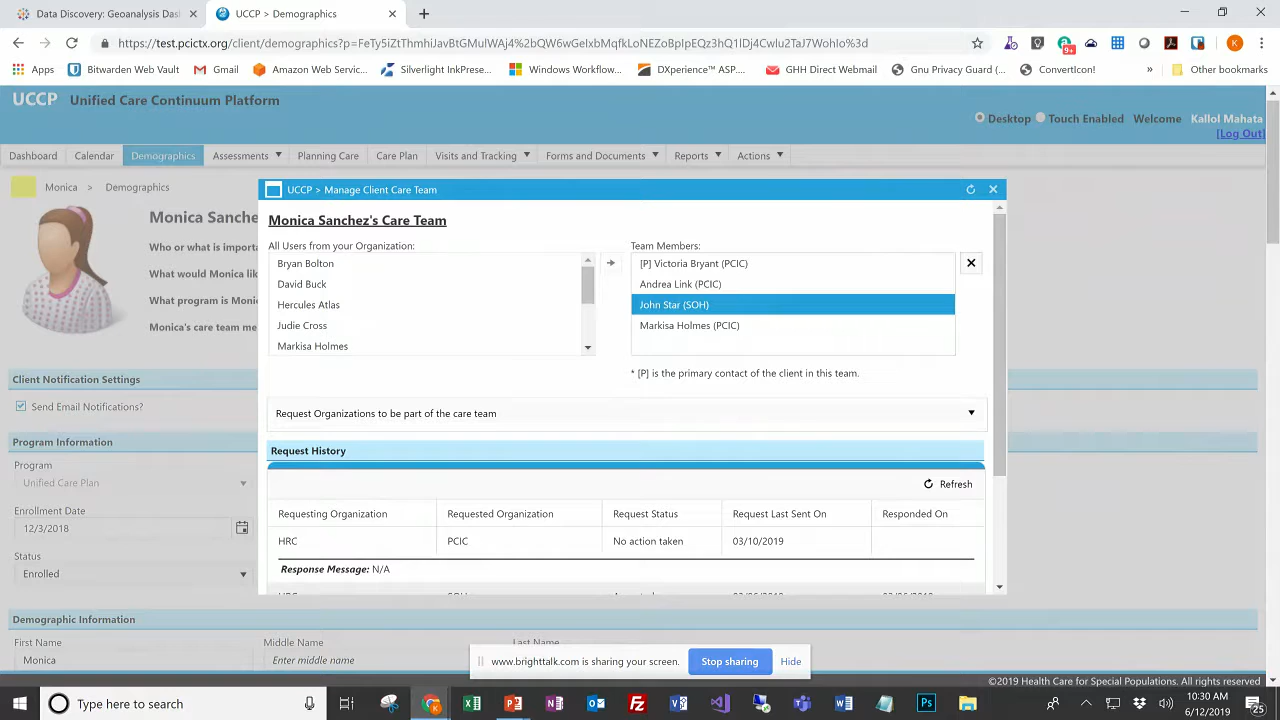 Data Discovery: Geoanalysis Das
UCCP > Demographics
Apps
Bitwarden Web Vault
Gmail
Amazon Web Servic...
Silverlight InkPrese...
Windows Workflow...
DXperience™ ASP....
GHH Direct Webmail
Gnu Privacy Guard (...
ConvertIcon!
»
Other bookmarks
UCCP Unified Care Continuum Platform
Desktop Touch Enabled Welcome Kallol Mahata
[Log Out]
Dashboard Calendar Demographics Assessments Planning Care Care Plan Visits and Tracking Forms and Documents Reports Actions
Monica > Demographics
UCCP > Manage Client Care Team
Monica Sanche
Monica Sanchez's Care Team
Who or what is importa
All Users from your Organization:
Team Members:
Bryan Bolton
[P] Victoria Bryant (PCIC)
What would Monica lik
David Buck
Andrea Link (PCIC)
What program is Monic
Hercules Atlas
John Star (SOH)
Monica's care team me
Judie Cross
Markisa Holmes (PCIC)
Markisa Holmes
* [P] is the primary contact of the client in this team.
Client Notification Settings
Send Email Notifications?
Request Organizations to be part of the care team
Program Information
Request History
Program
Unified Care Plan
Refresh
Enrollment Date
Requesting Organization Requested Organization Request Status Request Last Sent On Responded On
12/3/2018
HRC PCIC No action taken 03/10/2019
Status
Response Message: N/A
Enrolled
Demographic Information
First Name Middle Name Last Name
Monica Enter middle name
www.brighttalk.com is sharing your screen. Stop sharing Hide
©2019 Health Care for Special Populations. All rights
Type here to search
10:30 AM
6/12/2019
25